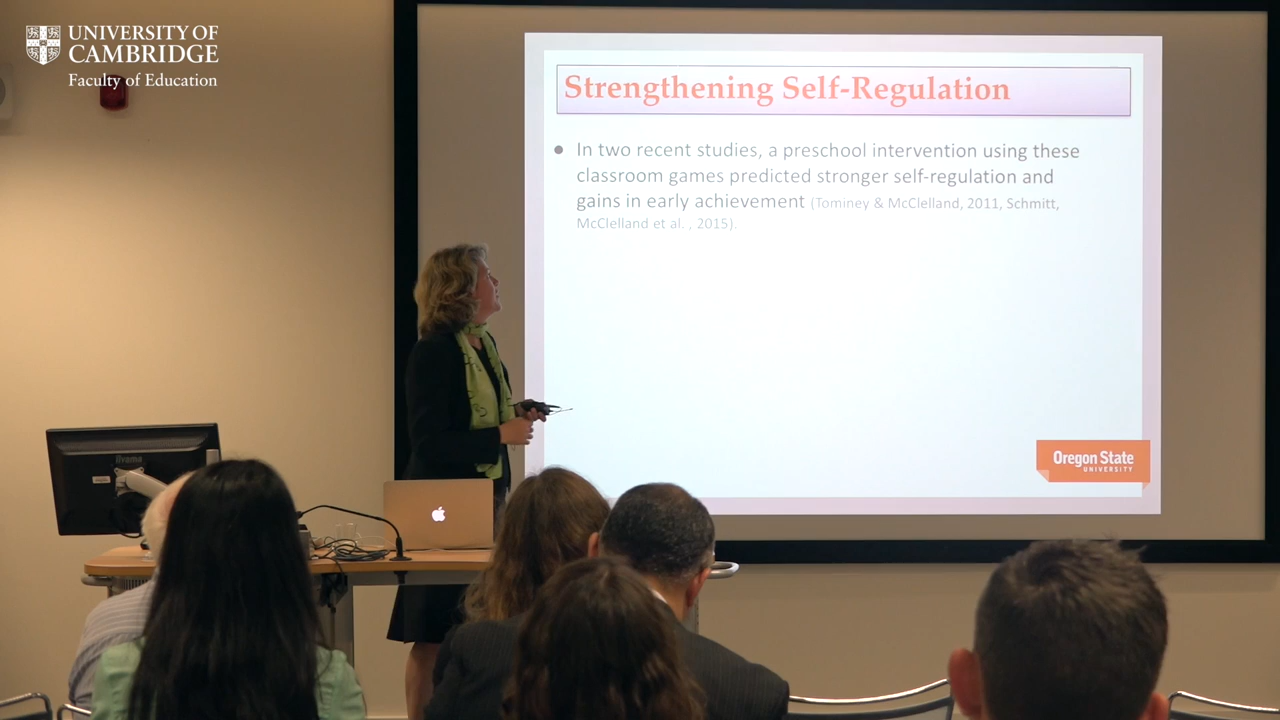 UNIVERSITY OF
CAMBRIDGE
Faculty of Education
Strengthening Self-Regulation
• In two recent studies, a preschool intervention using these
classroom games predicted stronger self-regulation and
gains in early achievement (Tominey & McClelland, 2011, Schmitt,
McClelland et al. , 2015).
Oregon State
UNIVERSITY
iiyama